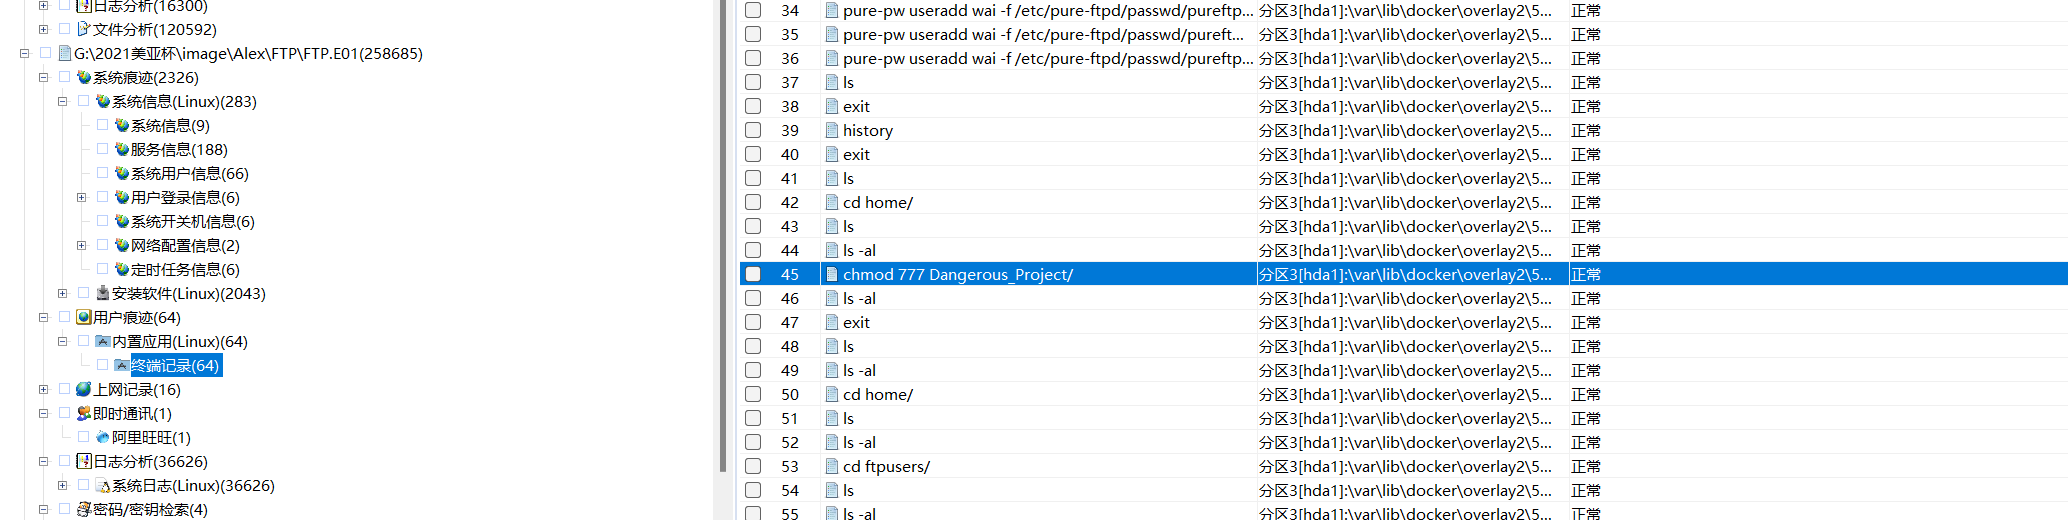 日志分析(16300)
文件分析(120592)
G:\2021美亚杯\image\Alex\FTP\FTP.E01(258685)
系统痕迹(2326)
系统信息(Linux)(283)
系统信息(9)
服务信息(188)
系统用户信息(66)
用户登录信息(6)
系统开关机信息(6)
网络配置信息(2)
定时任务信息(6)
安装软件(Linux)(2043)
用户痕迹(64)
内置应用(Linux)(64)
终端记录(64)
上网记录(16)
即时通讯(1)
阿里旺旺(1)
日志分析(36626)
系统日志(Linux)(36626)
密码/密钥检索(4)
34 pure-pw useradd wai -f /etc/pure-ftpd/passwd/pureftp... 分区3[hda1]:\var\lib\docker\overlay2\5... 正常
35 pure-pw useradd wai -f /etc/pure-ftpd/passwd/pureft... 分区3[hda1]:\var\lib\docker\overlay2\5... 正常
36 pure-pw useradd wai -f /etc/pure-ftpd/passwd/pureftp... 分区3[hda1]:\var\lib\docker\overlay2\5... 正常
37 ls 分区3[hda1]:\var\lib\docker\overlay2\5... 正常
38 exit 分区3[hda1]:\var\lib\docker\overlay2\5... 正常
39 history 分区3[hda1]:\var\lib\docker\overlay2\5... 正常
40 exit 分区3[hda1]:\var\lib\docker\overlay2\5... 正常
41 ls 分区3[hda1]:\var\lib\docker\overlay2\5... 正常
42 cd home/ 分区3[hda1]:\var\lib\docker\overlay2\5... 正常
43 ls 分区3[hda1]:\var\lib\docker\overlay2\5... 正常
44 ls -al 分区3[hda1]:\var\lib\docker\overlay2\5... 正常
45 chmod 777 Dangerous_Project/ 分区3[hda1]:\var\lib\docker\overlay2\5... 正常
46 ls -al 分区3[hda1]:\var\lib\docker\overlay2\5... 正常
47 exit 分区3[hda1]:\var\lib\docker\overlay2\5... 正常
48 ls 分区3[hda1]:\var\lib\docker\overlay2\5... 正常
49 ls -al 分区3[hda1]:\var\lib\docker\overlay2\5... 正常
50 cd home/ 分区3[hda1]:\var\lib\docker\overlay2\5... 正常
51 ls 分区3[hda1]:\var\lib\docker\overlay2\5... 正常
52 ls -al 分区3[hda1]:\var\lib\docker\overlay2\5... 正常
53 cd ftpusers/ 分区3[hda1]:\var\lib\docker\overlay2\5... 正常
54 ls 分区3[hda1]:\var\lib\docker\overlay2\5... 正常
55 ls -al 分区3[hda1]:\var\lib\docker\overlay2\5... 正常